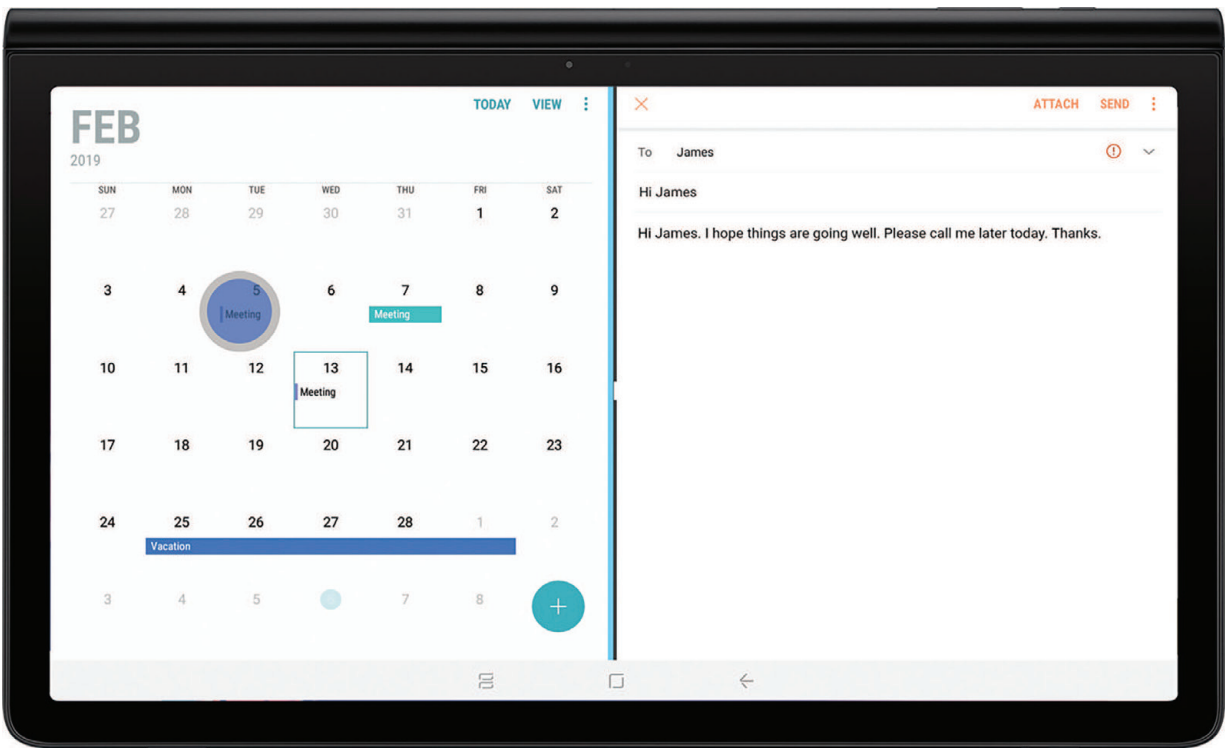 FEB
2019
TODAY VIEW
SUN MON TUE WED THU FRI SAT
27 28 29 30 31 1 2
3 4 5 6 7 8 9
Meeting Meeting
10 11 12 13 14 15 16
Meeting
17 18 19 20 21 22 23
24 25 26 27 28 1 2
Vacation
3 4 5 7 8
ATTACH SEND
To James
Hi James
Hi James. I hope things are going well. Please call me later today. Thanks.